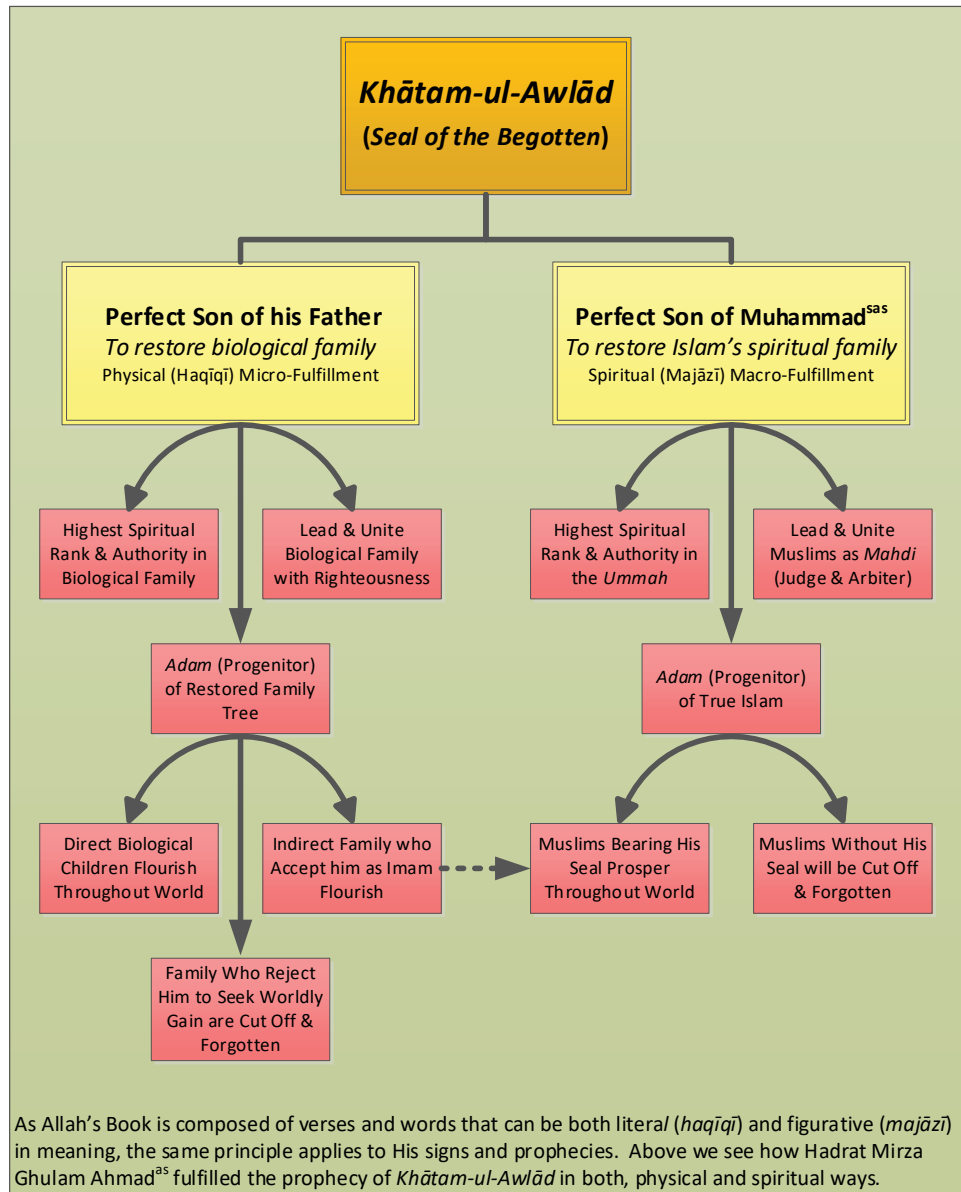 Khātam-ul-Awlād
(Seal of the Begotten)
Perfect Son of his Father
To restore biological family
Physical (Haqīqī) Micro-Fulfillment
Perfect Son of Muhammadsas
To restore Islam’s spiritual family
Spiritual (Majāzī) Macro-Fulfillment
Highest Spiritual
Rank & Authority in
Biological Family
Lead & Unite
Biological Family
with Righteousness
Highest Spiritual
Rank & Authority in
the Ummah
Lead & Unite
Muslims as Mahdi
(Judge & Arbiter)
Adam (Progenitor)
of Restored Family
Tree
Adam (Progenitor)
of True Islam
Direct Biological
Children Flourish
Throughout World
Indirect Family who
Accept him as Imam
Flourish
Muslims Bearing His
Seal Prosper
Throughout World
Muslims Without His
Seal will be Cut Off
& Forgotten
Family Who Reject
Him to Seek Worldly
Gain are Cut Off &
Forgotten
As Allah’s Book is composed of verses and words that can be both literal (haqīqī) and figurative (majāzī)
in meaning, the same principle applies to His signs and prophecies.  Above we see how Hadrat Mirza
Ghulam Ahmadas fulfilled the prophecy of Khātam-ul-Awlād in both, physical and spiritual ways.